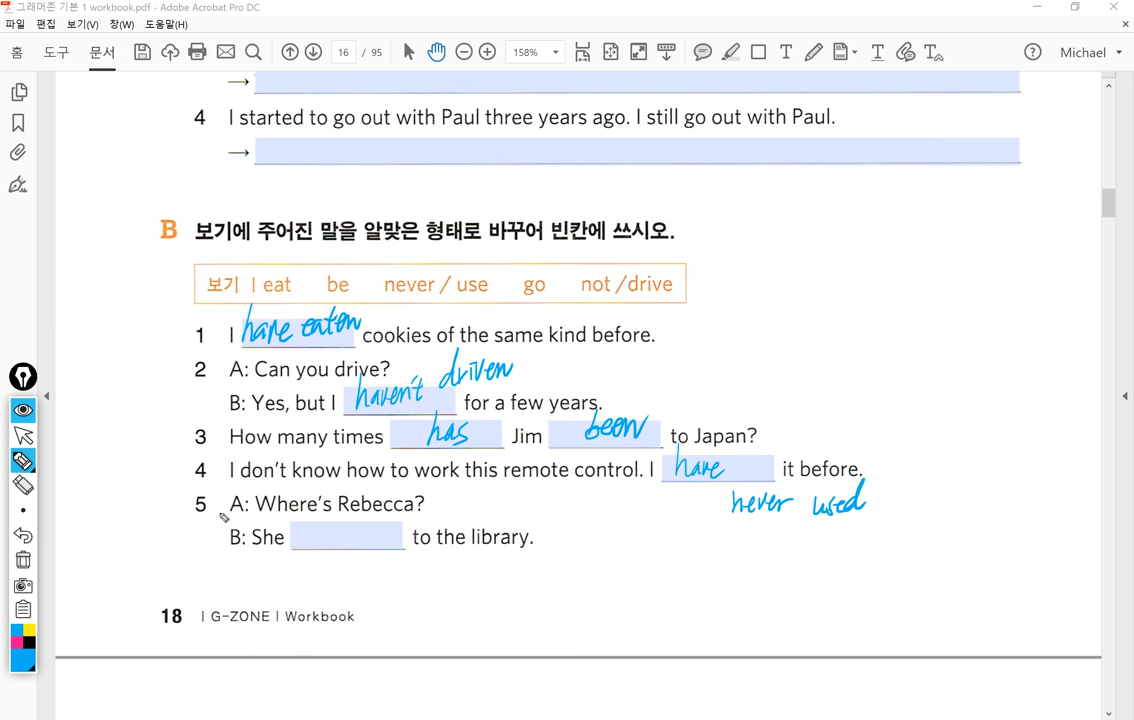 그래머존 기본 1 workbook.pdf - Adobe Acrobat Pro DC
파일 편집 보기(V) 창(W) 도움말(H)
홈 도구 문서 16 / 95 158% Michael
→
4 I started to go out with Paul three years ago. I still go out with Paul.
→
B 보기에 주어진 말을 알맞은 형태로 바꾸어 빈칸에 쓰시오.
보기 | eat be never / use go not /drive
1 I have eaten cookies of the same kind before.
2 A: Can you drive?
B: Yes, but I haven't driven for a few years.
3 How many times has Jim been to Japan?
4 I don't know how to work this remote control. I have it before.
never used
5 A: Where's Rebecca?
B: She to the library.
18 | G-ZONE | Workbook